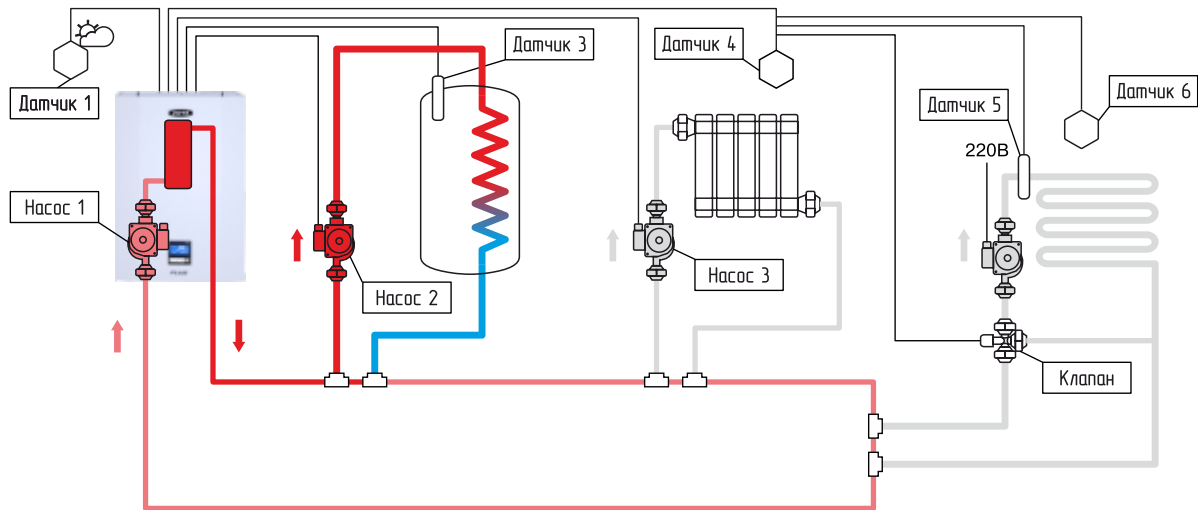 Датчик 1
Датчик 3
Датчик 4
Датчик 5
Датчик 6
220В
Насос 1
Насос 2
Насос 3
Клапан